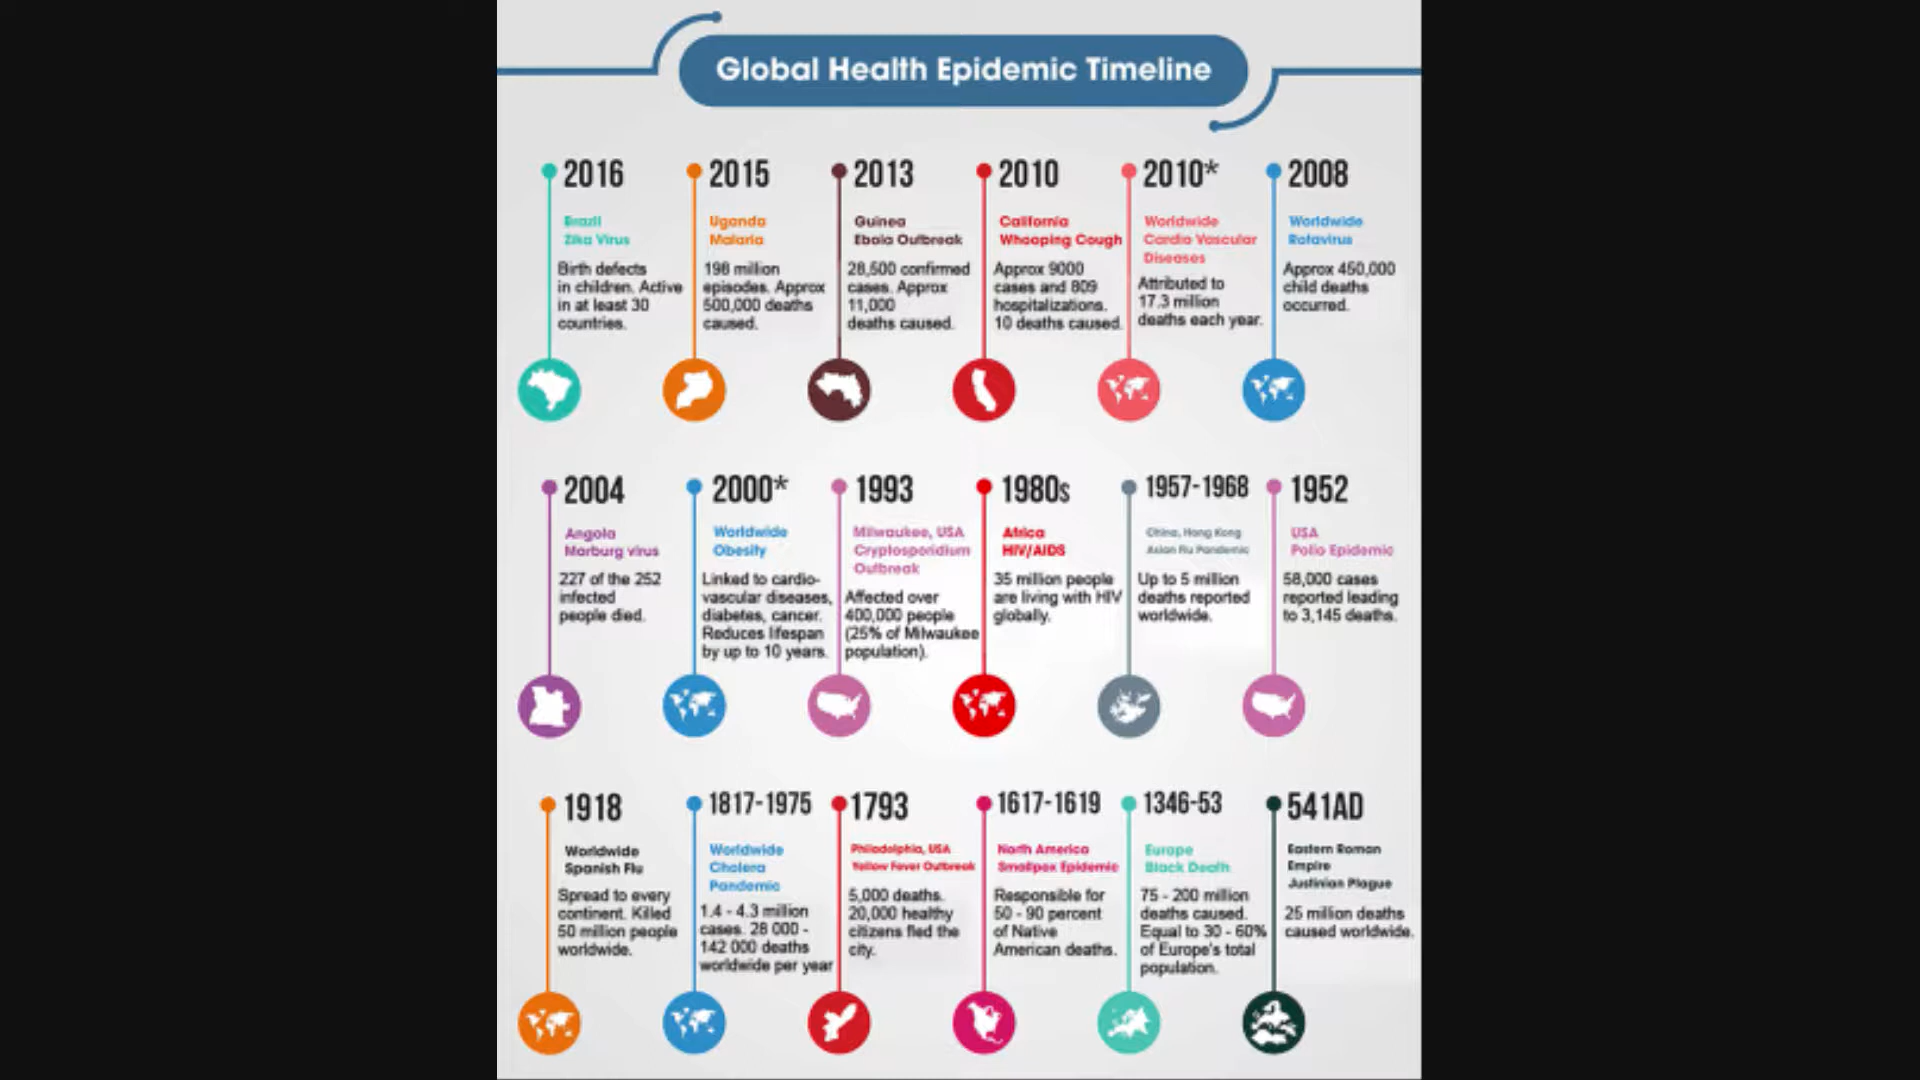 Global Health Epidemic Timeline
2016
Brazil
Zika Virus
Birth defects
in children. Active
in at least 30
countries.
2015
Uganda
Malaria
198 million
episodes. Approx
500,000 deaths
caused.
2013
Guinea
Ebola Outbreak
28,500 confirmed
cases. Approx
11,000
deaths caused.
2010
California
Whooping Cough
Approx 9000
cases and 809
hospitalizations.
10 deaths caused.
2010*
Worldwide
Cardio Vascular
Diseases
Attributed to
17.3 million
deaths each year.
2008
Worldwide
Rotavirus
Approx 450,000
child deaths
occurred.
2004
Angola
Marburg virus
227 of the 252
infected
people died.
2000*
Worldwide
Obesity
Linked to cardio-
vascular diseases,
diabetes, cancer.
Reduces lifespan
by up to 10 years.
1993
Milwaukee, USA
Cryptosporidium
Outbreak
Affected over
400,000 people
(25% of Milwaukee
population).
1980s
Africa
HIV/AIDS
35 million people
are living with HIV
globally.
1957-1968
China, Hong Kong
Asian Flu Pandemic
Up to 5 million
deaths reported
worldwide.
1952
USA
Polio Epidemic
58,000 cases
reported leading
to 3,145 deaths.
1918
Worldwide
Spanish Flu
Spread to every
continent. Killed
50 million people
worldwide.
1817-1975
Worldwide
Cholera
Pandemic
1.4 - 4.3 million
cases. 28 000 -
142 000 deaths
worldwide per year
1793
Philadelphia, USA
Yellow Fever Outbreak
5,000 deaths.
20,000 healthy
citizens fled the
city.
1617-1619
North America
Smallpox Epidemic
Responsible for
50 - 90 percent
of Native
American deaths.
1346-53
Europe
Black Death
75 - 200 million
deaths caused.
Equal to 30 - 60%
of Europe's total
population.
541AD
Eastern Roman
Empire
Justinian Plague
25 million deaths
caused worldwide.